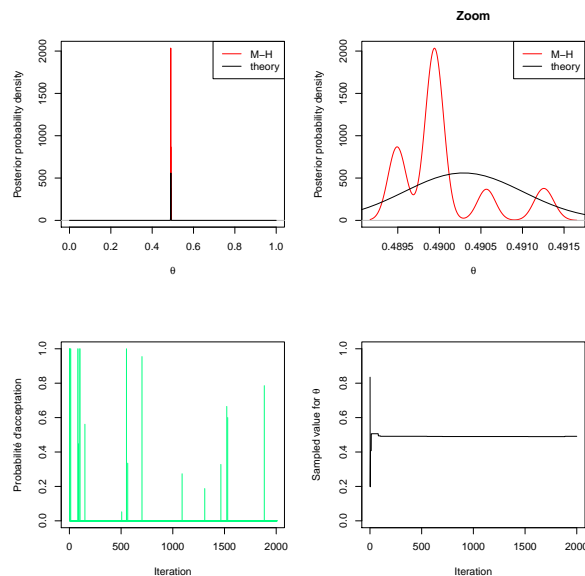 Zoom
Posterior probability density
0 500 1000 1500 2000
M−H
theory
0.0 0.2 0.4 0.6 0.8 1.0
θ
Posterior probability density
0 500 1000 1500 2000
M−H
theory
0.4895 0.4900 0.4905 0.4910 0.4915
θ
Probabilité d'acceptation
0.0 0.2 0.4 0.6 0.8 1.0
0 500 1000 1500 2000
Iteration
Sampled value for θ
0.0 0.2 0.4 0.6 0.8 1.0
0 500 1000 1500 2000
Iteration